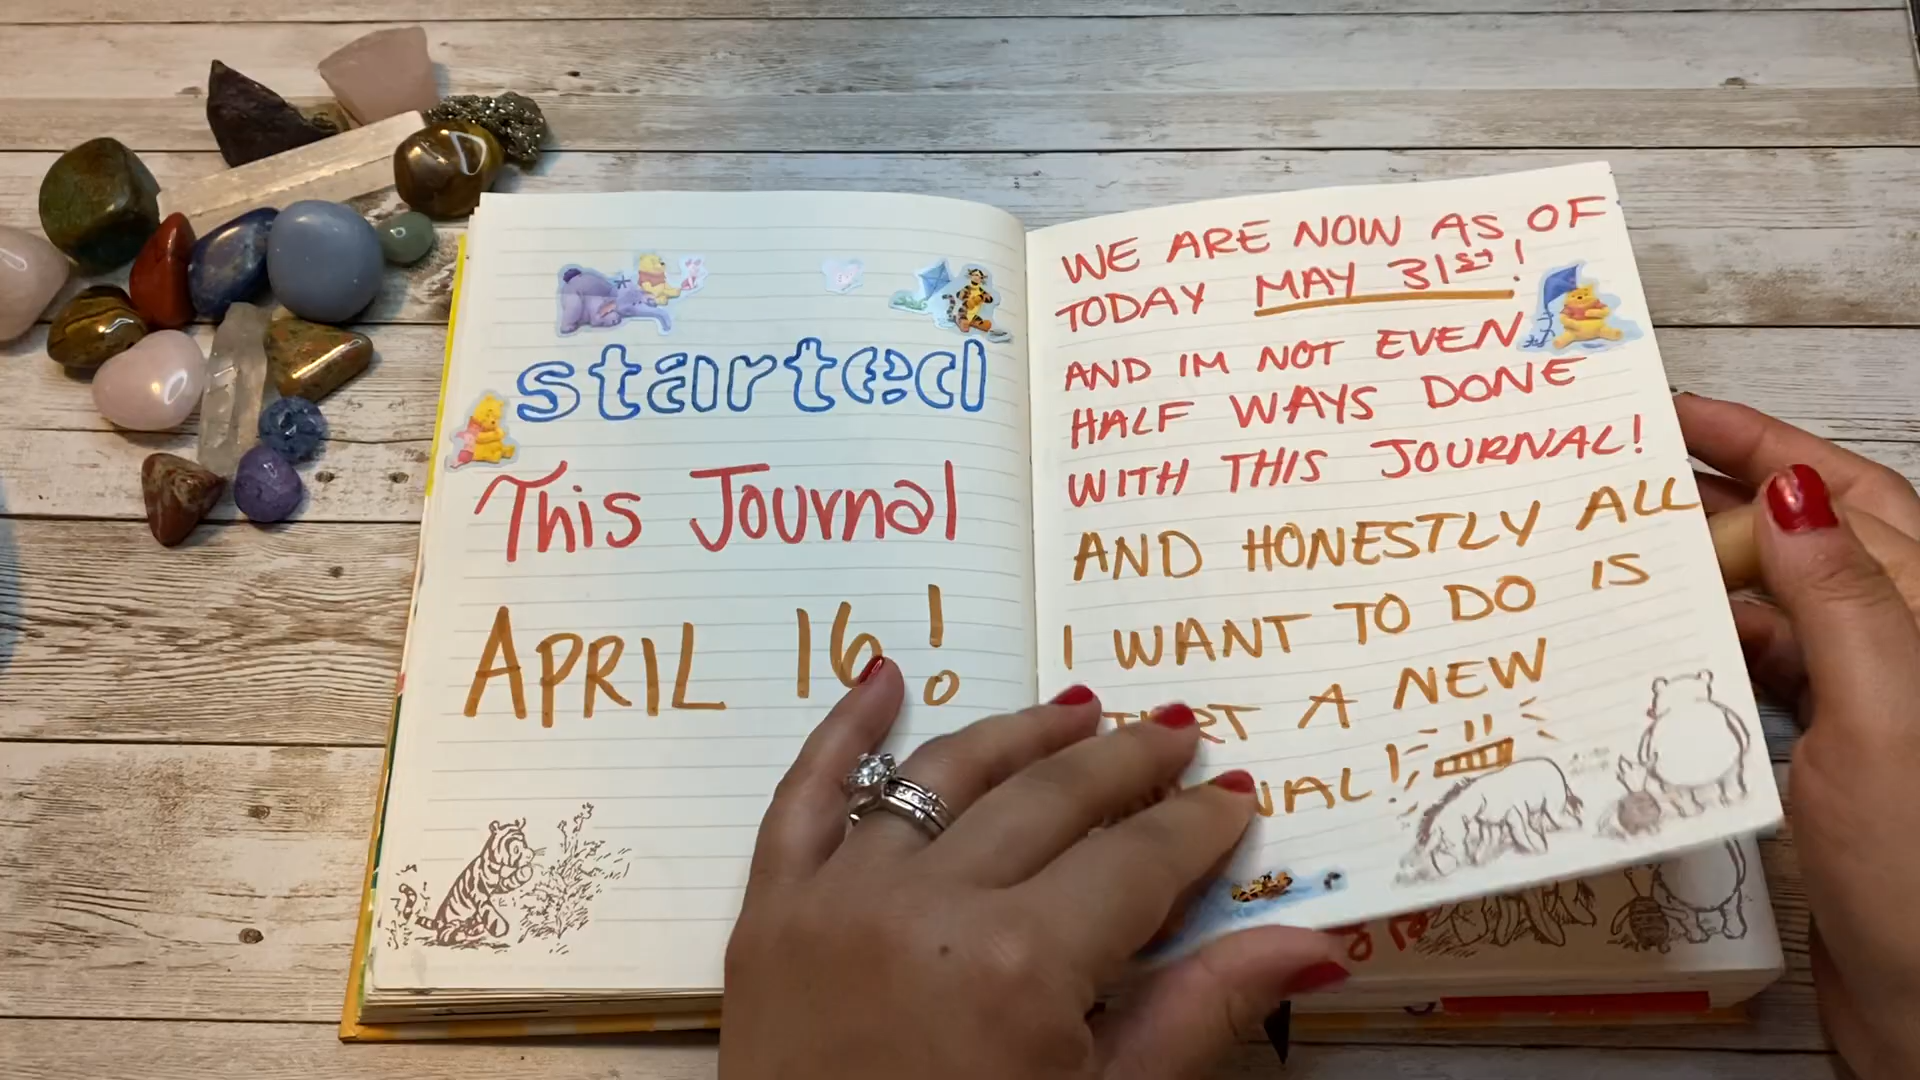 started
This Journal
APRIL 16!
WE ARE NOW AS OF
TODAY MAY 31st!
AND IM NOT EVEN
HALF WAYS DONE
WITH THIS JOURNAL!
AND HONESTLY ALL
I WANT TO DO IS
A NEW